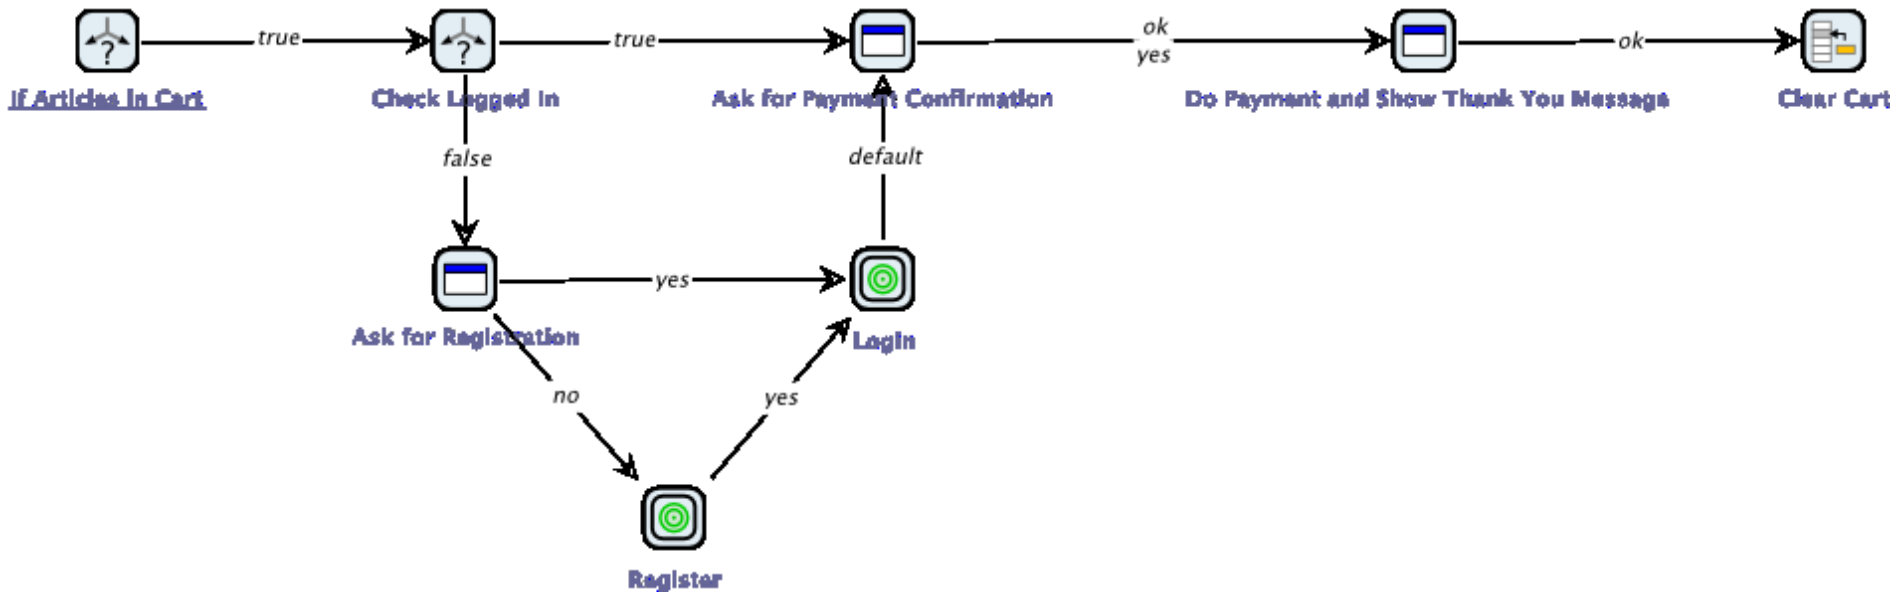 true
true
ok
yes
ok
?
?
If Articles in Cart
Check Logged In
Ask for Payment Confirmation
Do Payment and Show Thank You Message
Clear Cart
false
default
yes
Ask for Registration
Login
no
yes
Register